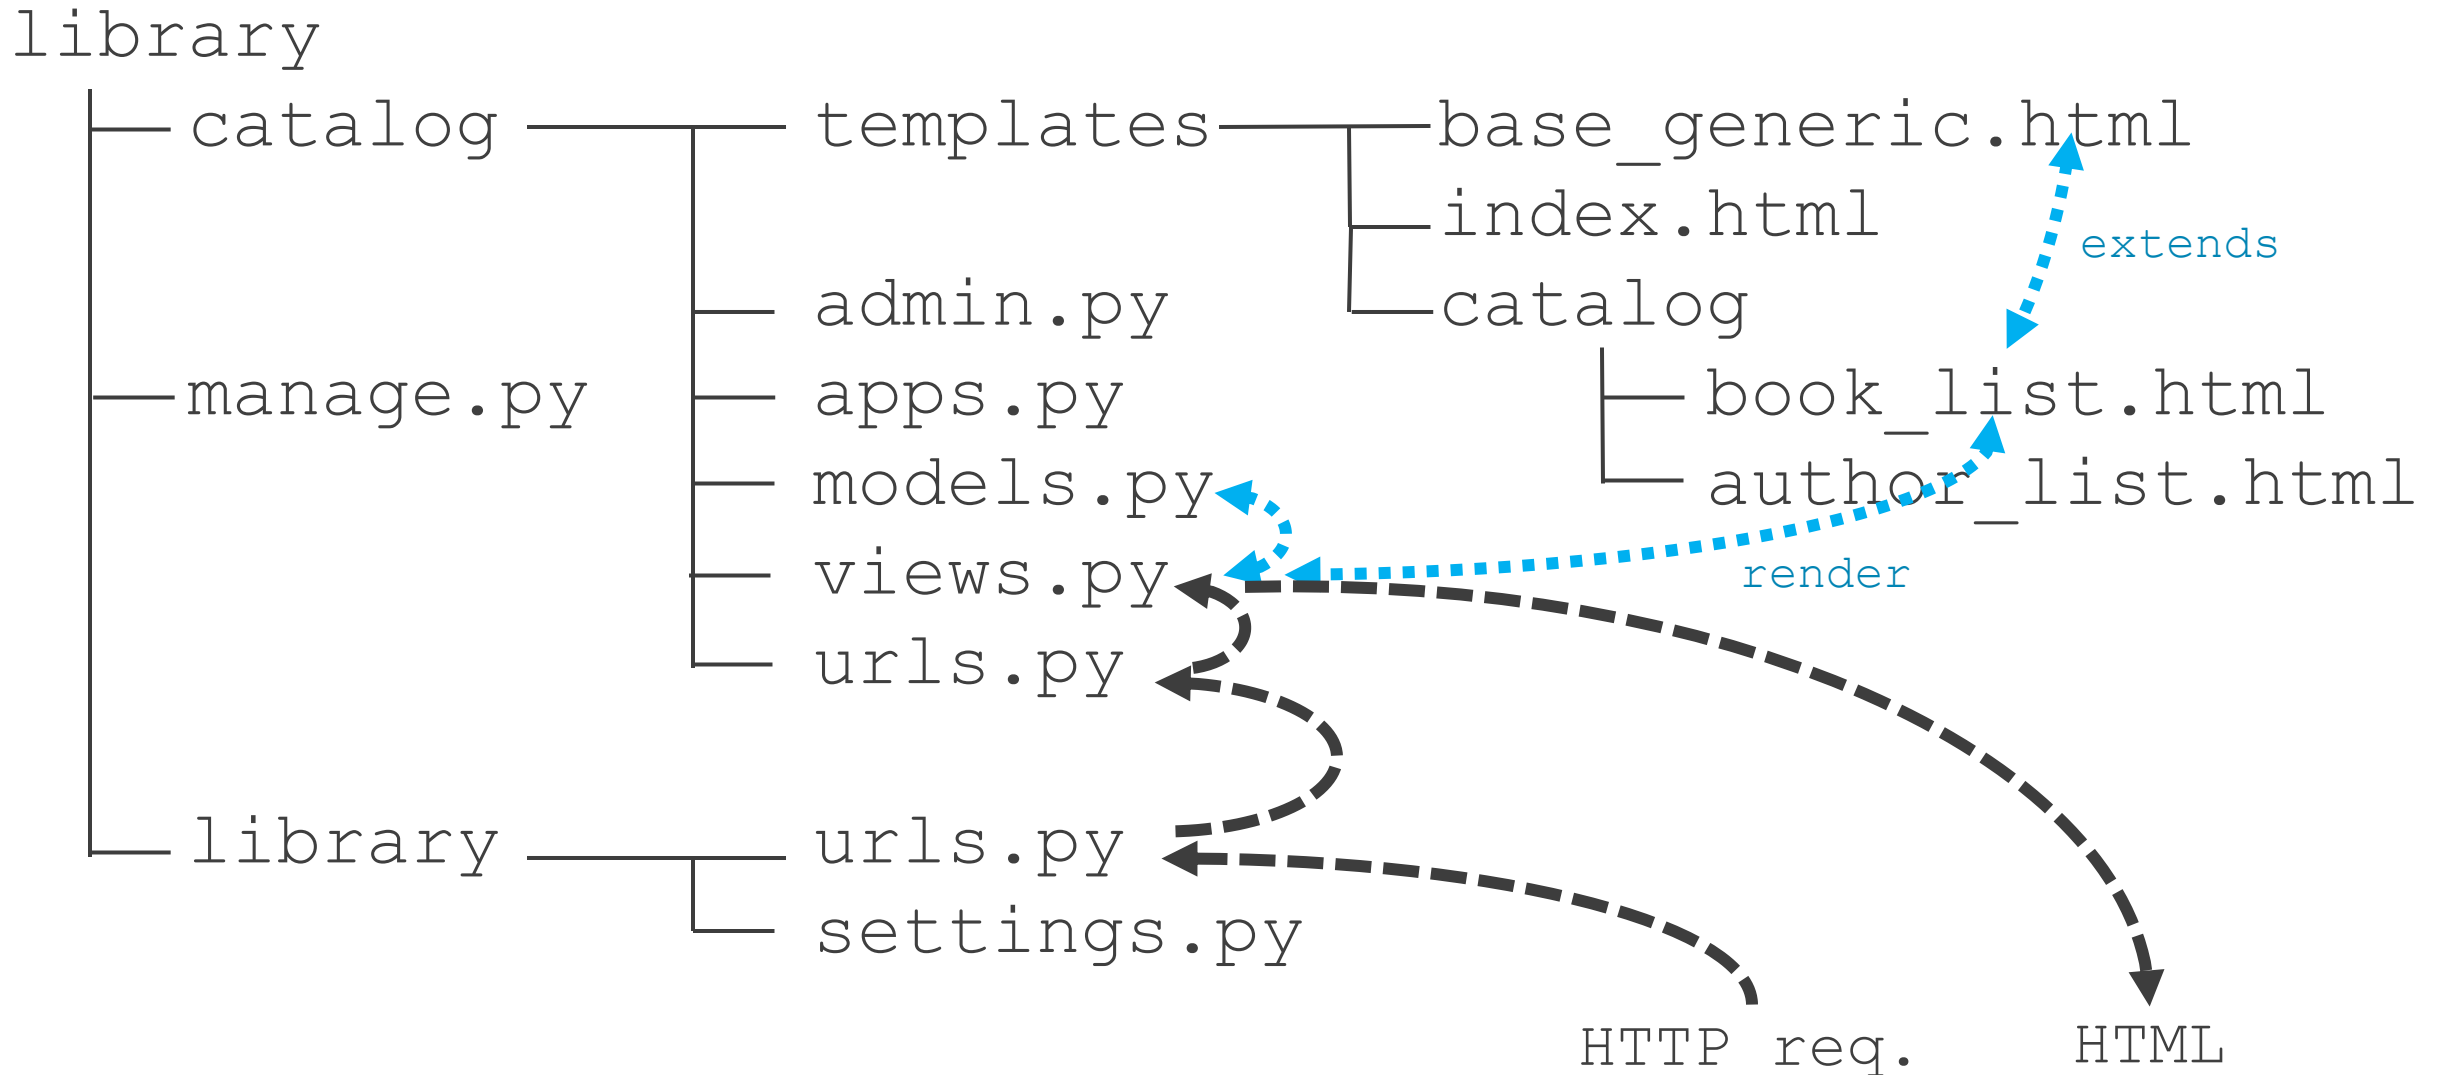 library
catalog templates base_generic.html
index.html
extends
admin.py catalog
manage.py apps.py book_list.html
models.py author_list.html
views.py render
urls.py
library urls.py
settings.py
HTTP req. HTML